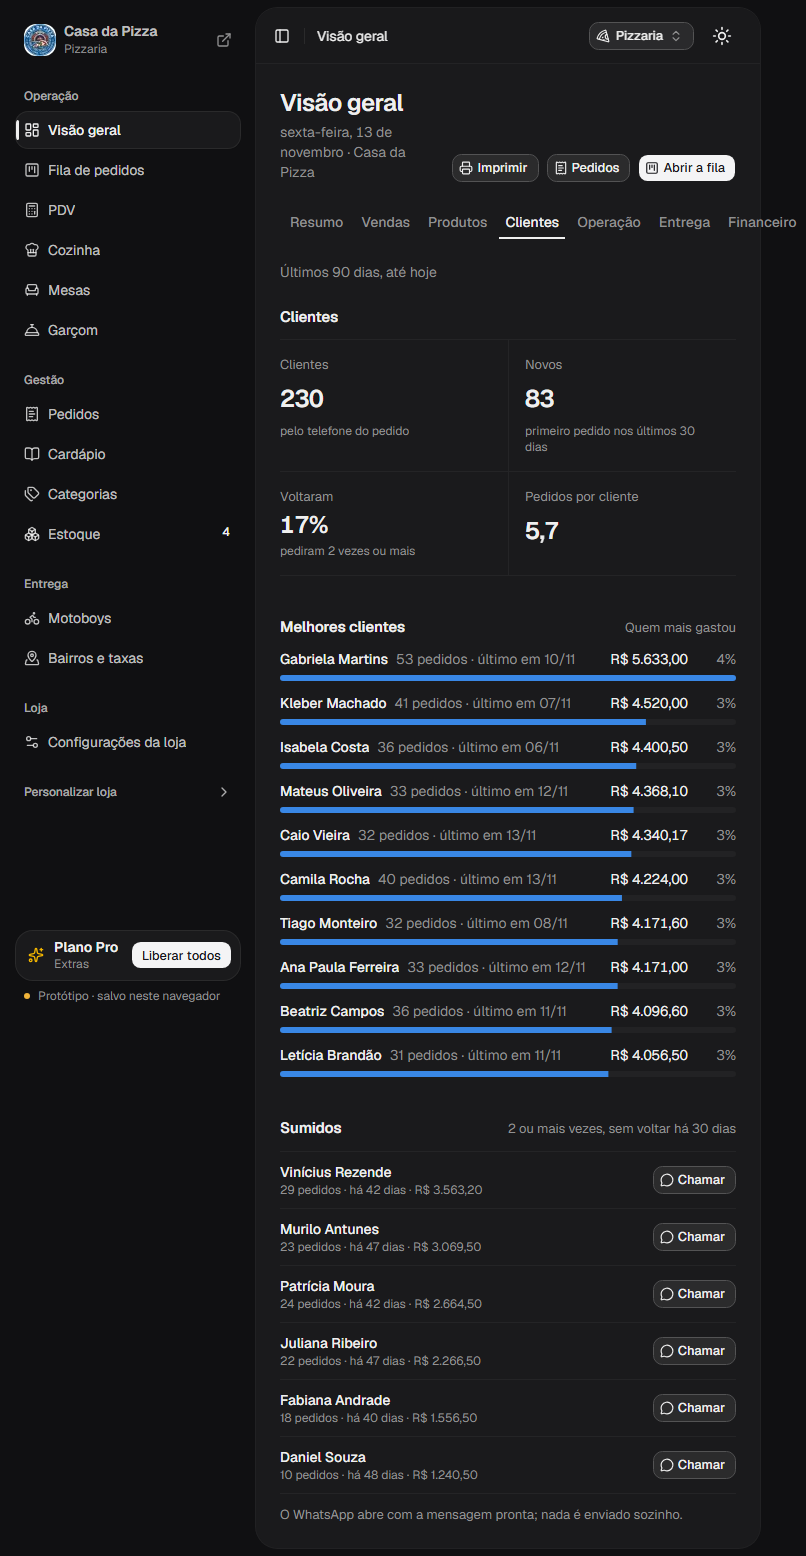 Casa da Pizza
Pizzaria
Operação
Visão geral
Fila de pedidos
PDV
Cozinha
Mesas
Garçom
Gestão
Pedidos
Cardápio
Categorias
Estoque 4
Entrega
Motoboys
Bairros e taxas
Loja
Configurações da loja
Personalizar loja
Plano Pro
Extras
Liberar todos
Protótipo · salvo neste navegador
Visão geral
Pizzaria
Visão geral
sexta-feira, 13 de
novembro · Casa da
Pizza
Imprimir Pedidos Abrir a fila
Resumo Vendas Produtos Clientes Operação Entrega Financeiro
Últimos 90 dias, até hoje
Clientes
Clientes
230
pelo telefone do pedido
Novos
83
primeiro pedido nos últimos 30
dias
Voltaram
17%
pediram 2 vezes ou mais
Pedidos por cliente
5,7
Melhores clientes Quem mais gastou
Gabriela Martins 53 pedidos · último em 10/11 R$ 5.633,00 4%
Kleber Machado 41 pedidos · último em 07/11 R$ 4.520,00 3%
Isabela Costa 36 pedidos · último em 06/11 R$ 4.400,50 3%
Mateus Oliveira 33 pedidos · último em 12/11 R$ 4.368,10 3%
Caio Vieira 32 pedidos · último em 13/11 R$ 4.340,17 3%
Camila Rocha 40 pedidos · último em 13/11 R$ 4.224,00 3%
Tiago Monteiro 32 pedidos · último em 08/11 R$ 4.171,60 3%
Ana Paula Ferreira 33 pedidos · último em 12/11 R$ 4.171,00 3%
Beatriz Campos 36 pedidos · último em 11/11 R$ 4.096,60 3%
Letícia Brandão 31 pedidos · último em 11/11 R$ 4.056,50 3%
Sumidos 2 ou mais vezes, sem voltar há 30 dias
Vinícius Rezende
29 pedidos · há 42 dias · R$ 3.563,20
Chamar
Murilo Antunes
23 pedidos · há 47 dias · R$ 3.069,50
Chamar
Patrícia Moura
24 pedidos · há 42 dias · R$ 2.664,50
Chamar
Juliana Ribeiro
22 pedidos · há 47 dias · R$ 2.266,50
Chamar
Fabiana Andrade
18 pedidos · há 40 dias · R$ 1.556,50
Chamar
Daniel Souza
10 pedidos · há 48 dias · R$ 1.240,50
Chamar
O WhatsApp abre com a mensagem pronta; nada é enviado sozinho.